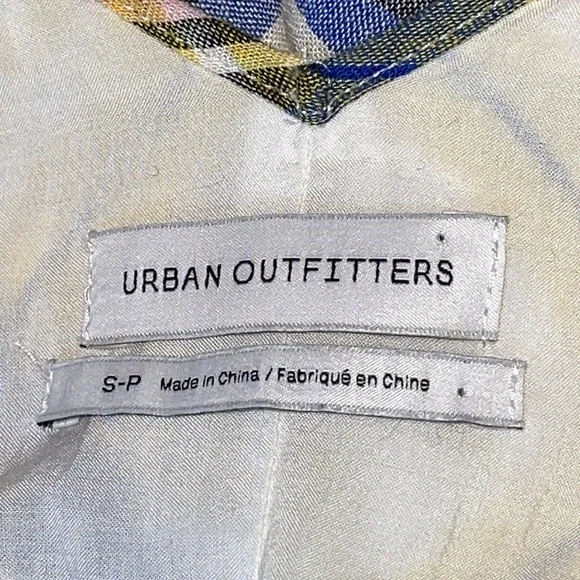 URBAN OUTFITTERS
S-P Made in China / Fabriqué en Chine